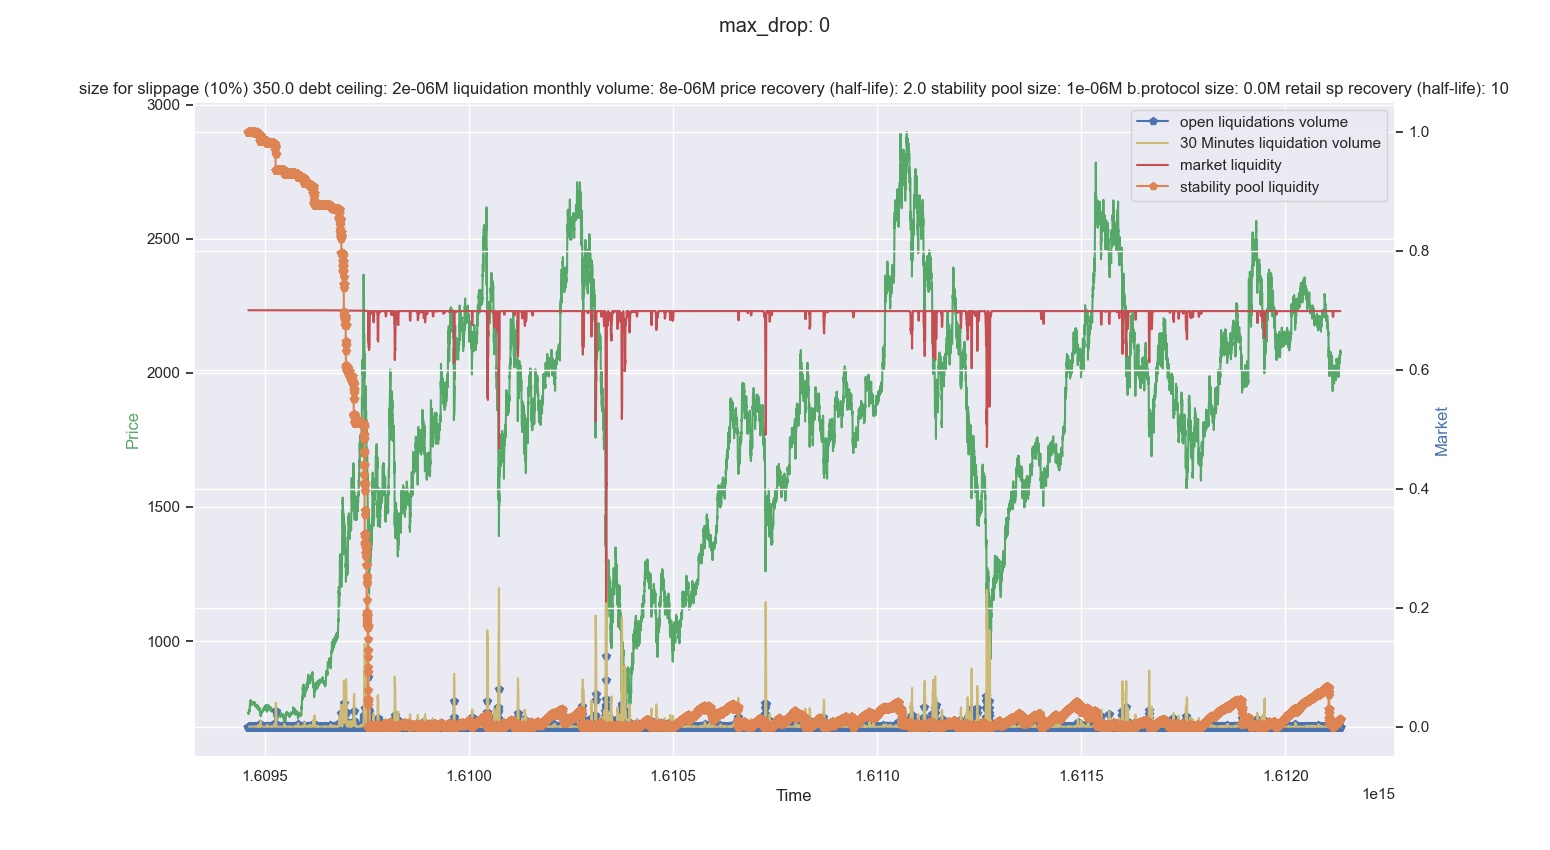 max_drop: 0
size for slippage (10%) 350.0 debt ceiling: 2e-06M liquidation monthly volume: 8e-06M price recovery (half-life): 2.0 stability pool size: 1e-06M b.protocol size: 0.0M retail sp recovery (half-life): 10
open liquidations volume
30 Minutes liquidation volume
market liquidity
stability pool liquidity
3000
2500
2000
1500
1000
Price
1.0
0.8
0.6
0.4
0.2
0.0
Market
1.6095 1.6100 1.6105 1.6110 1.6115 1.6120
Time
1e15